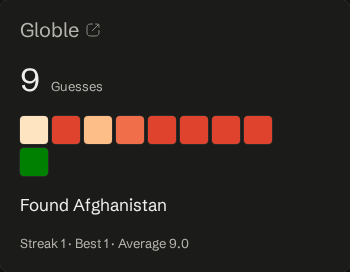 Globle
9 Guesses
Found Afghanistan
Streak 1 · Best 1 · Average 9.0